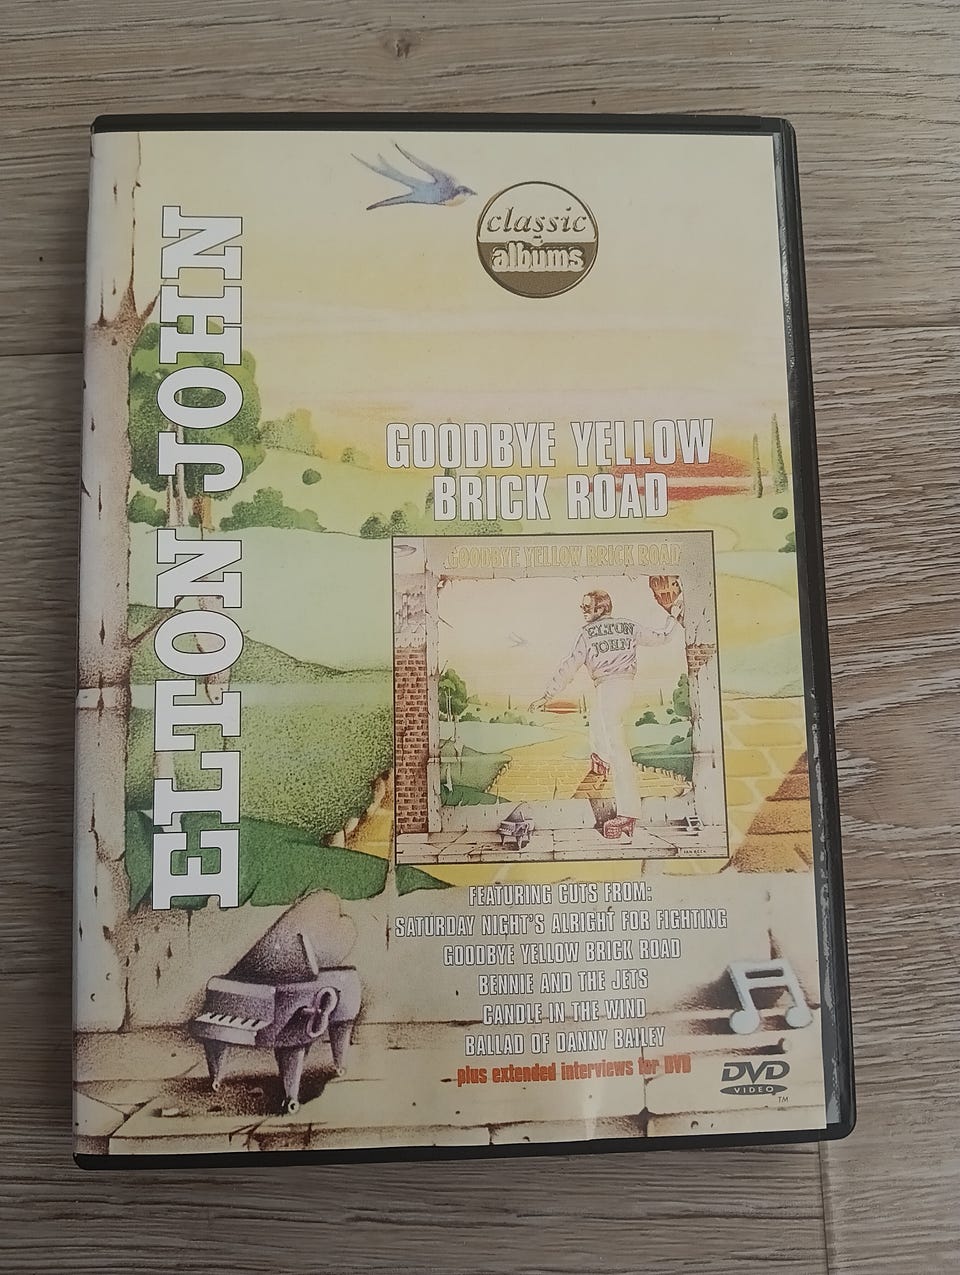 classic
albums
ELTON JOHN
GOODBYE YELLOW
BRICK ROAD
GOODBYE YELLOW BRICK ROAD
ELTON
JOHN
FEATURING CUTS FROM:
SATURDAY NIGHT'S ALRIGHT FOR FIGHTING
GOODBYE YELLOW BRICK ROAD
BENNIE AND THE JETS
CANDLE IN THE WIND
BALLAD OF DANNY BAILEY
plus extended interviews for DVD
DVD
VIDEO
TM